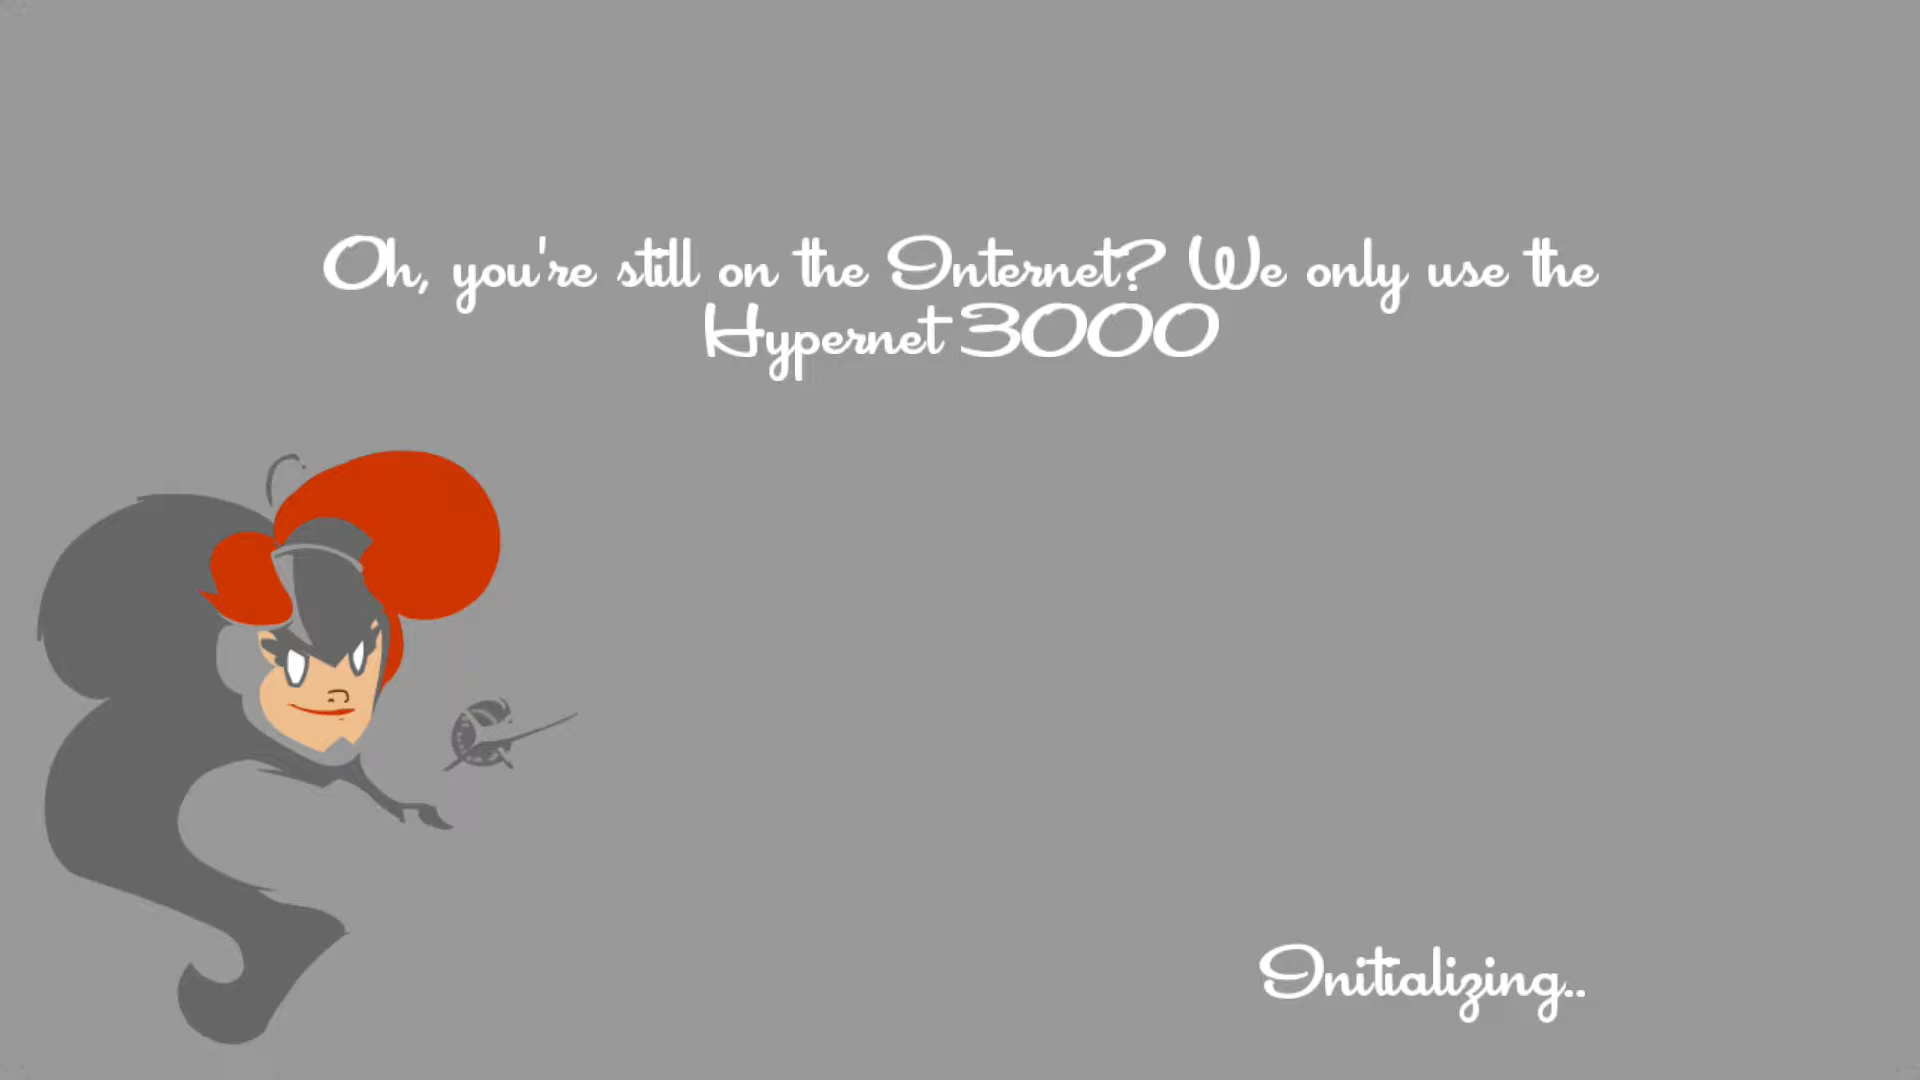 Oh, you're still on the Internet? We only use the
Hypernet 3000
Initializing..